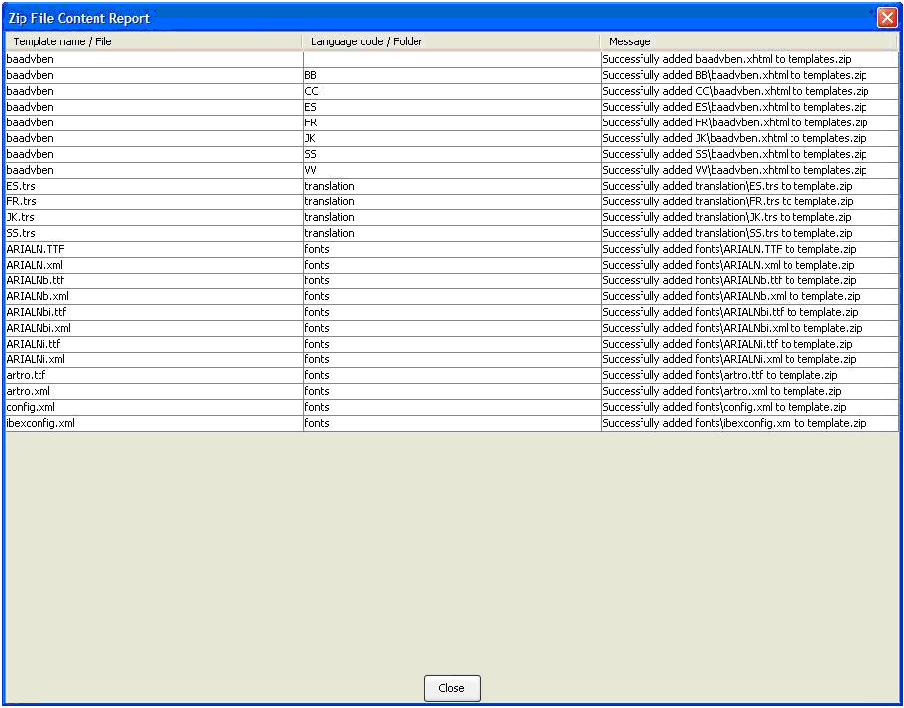 Zip File Content Report
Template name / File Language code / Folder Message
baadvben Successfully added baadvben.xhtml to templates.zip
baadvben BB Successfully added BB\baadvben.xhtml to templates.zip
baadvben CC Successfully added CC\baadvben.xhtml to templates.zip
baadvben ES Successfully added ES\baadvben.xhtml to templates.zip
baadvben FR Successfully added FR\baadvben.xhtml to templates.zip
baadvben JK Successfully added JK\baadvben.xhtml to templates.zip
baadvben SS Successfully added SS\baadvben.xhtml to templates.zip
baadvben VV Successfully added VV\baadvben.xhtml to templates.zip
ES.trs translation Successfully added translation\ES.trs to template.zip
FR.trs translation Successfully added translation\FR.trs to template.zip
JK.trs translation Successfully added translation\JK.trs to template.zip
SS.trs translation Successfully added translation\SS.trs to template.zip
ARIALN.TTF fonts Successfully added fonts\ARIALN.TTF to template.zip
ARIALN.xml fonts Successfully added fonts\ARIALN.xml to template.zip
ARIALNb.ttf fonts Successfully added fonts\ARIALNb.ttf to template.zip
ARIALNb.xml fonts Successfully added fonts\ARIALNb.xml to template.zip
ARIALNbi.ttf fonts Successfully added fonts\ARIALNbi.ttf to template.zip
ARIALNbi.xml fonts Successfully added fonts\ARIALNbi.xml to template.zip
ARIALNi.ttf fonts Successfully added fonts\ARIALNi.ttf to template.zip
ARIALNi.xml fonts Successfully added fonts\ARIALNi.xml to template.zip
artro.ttf fonts Successfully added fonts\artro.ttf to template.zip
artro.xml fonts Successfully added fonts\artro.xml to template.zip
config.xml fonts Successfully added fonts\config.xml to template.zip
ibexconfig.xml fonts Successfully added fonts\ibexconfig.xml to template.zip
Close